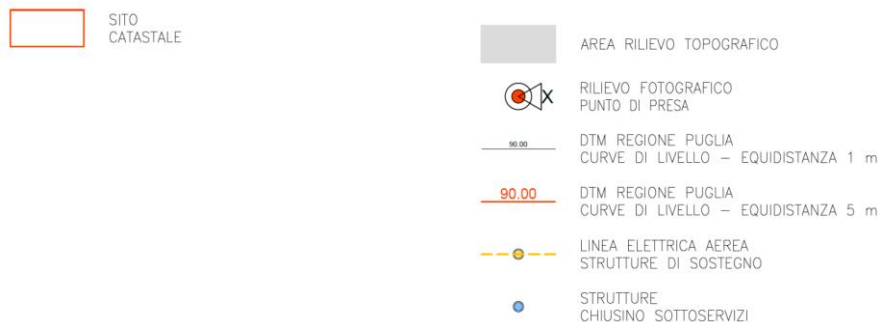 SITO
CATASTALE
AREA RILIEVO TOPOGRAFICO
X
RILIEVO FOTOGRAFICO
PUNTO DI PRESA
90.00
DTM REGIONE PUGLIA
CURVE DI LIVELLO – EQUIDISTANZA 1 m
90.00
DTM REGIONE PUGLIA
CURVE DI LIVELLO – EQUIDISTANZA 5 m
LINEA ELETTRICA AEREA
STRUTTURE DI SOSTEGNO
STRUTTURE
CHIUSINO SOTTOSERVIZI